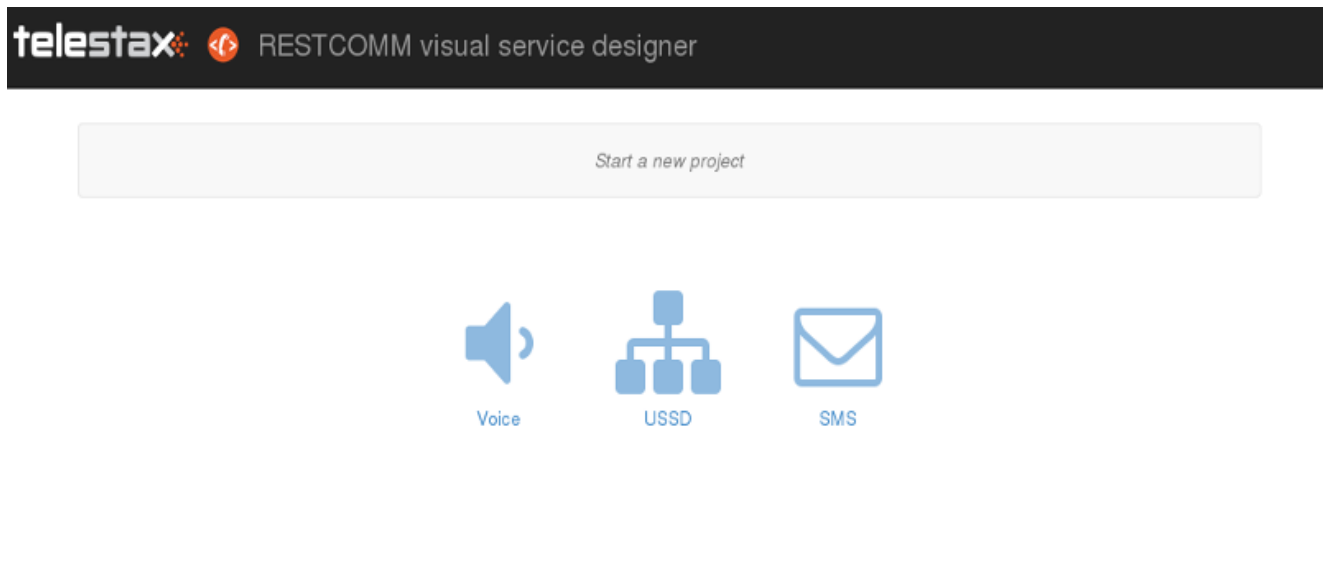 telestax RESTCOMM visual service designer
Start a new project
Voice USSD SMS